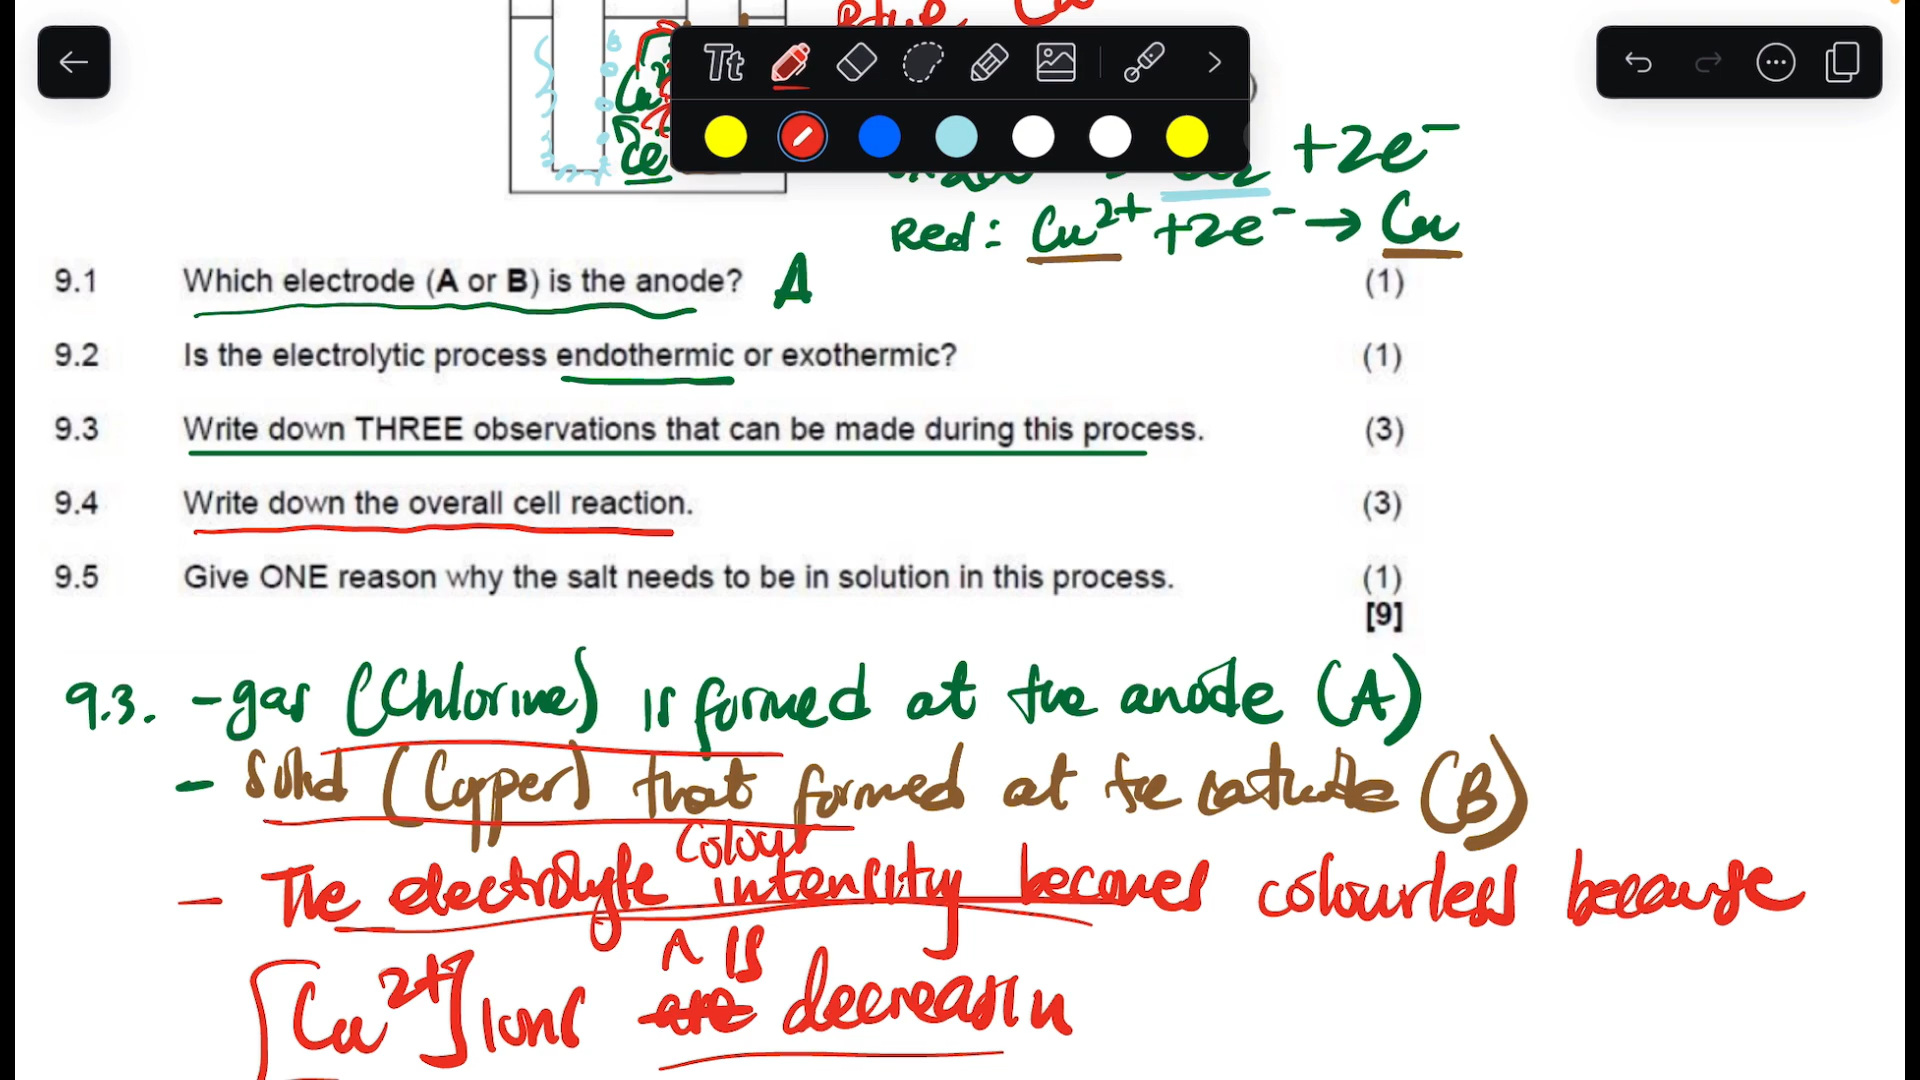 blue Cu
Tt
+2e⁻
Red: Cu²⁺ +2e⁻ → Cu
9.1 Which electrode (A or B) is the anode? A (1)
9.2 Is the electrolytic process endothermic or exothermic? (1)
9.3 Write down THREE observations that can be made during this process. (3)
9.4 Write down the overall cell reaction. (3)
9.5 Give ONE reason why the salt needs to be in solution in this process. (1)
[9]
9.3. - gas (Chlorine) is formed at the anode (A)
- Solid (Copper) that formed at the cathode (B)
colour
- The electrolyte intensity becomes colourless because
^ is
[Cu²⁺] ions are decreasin